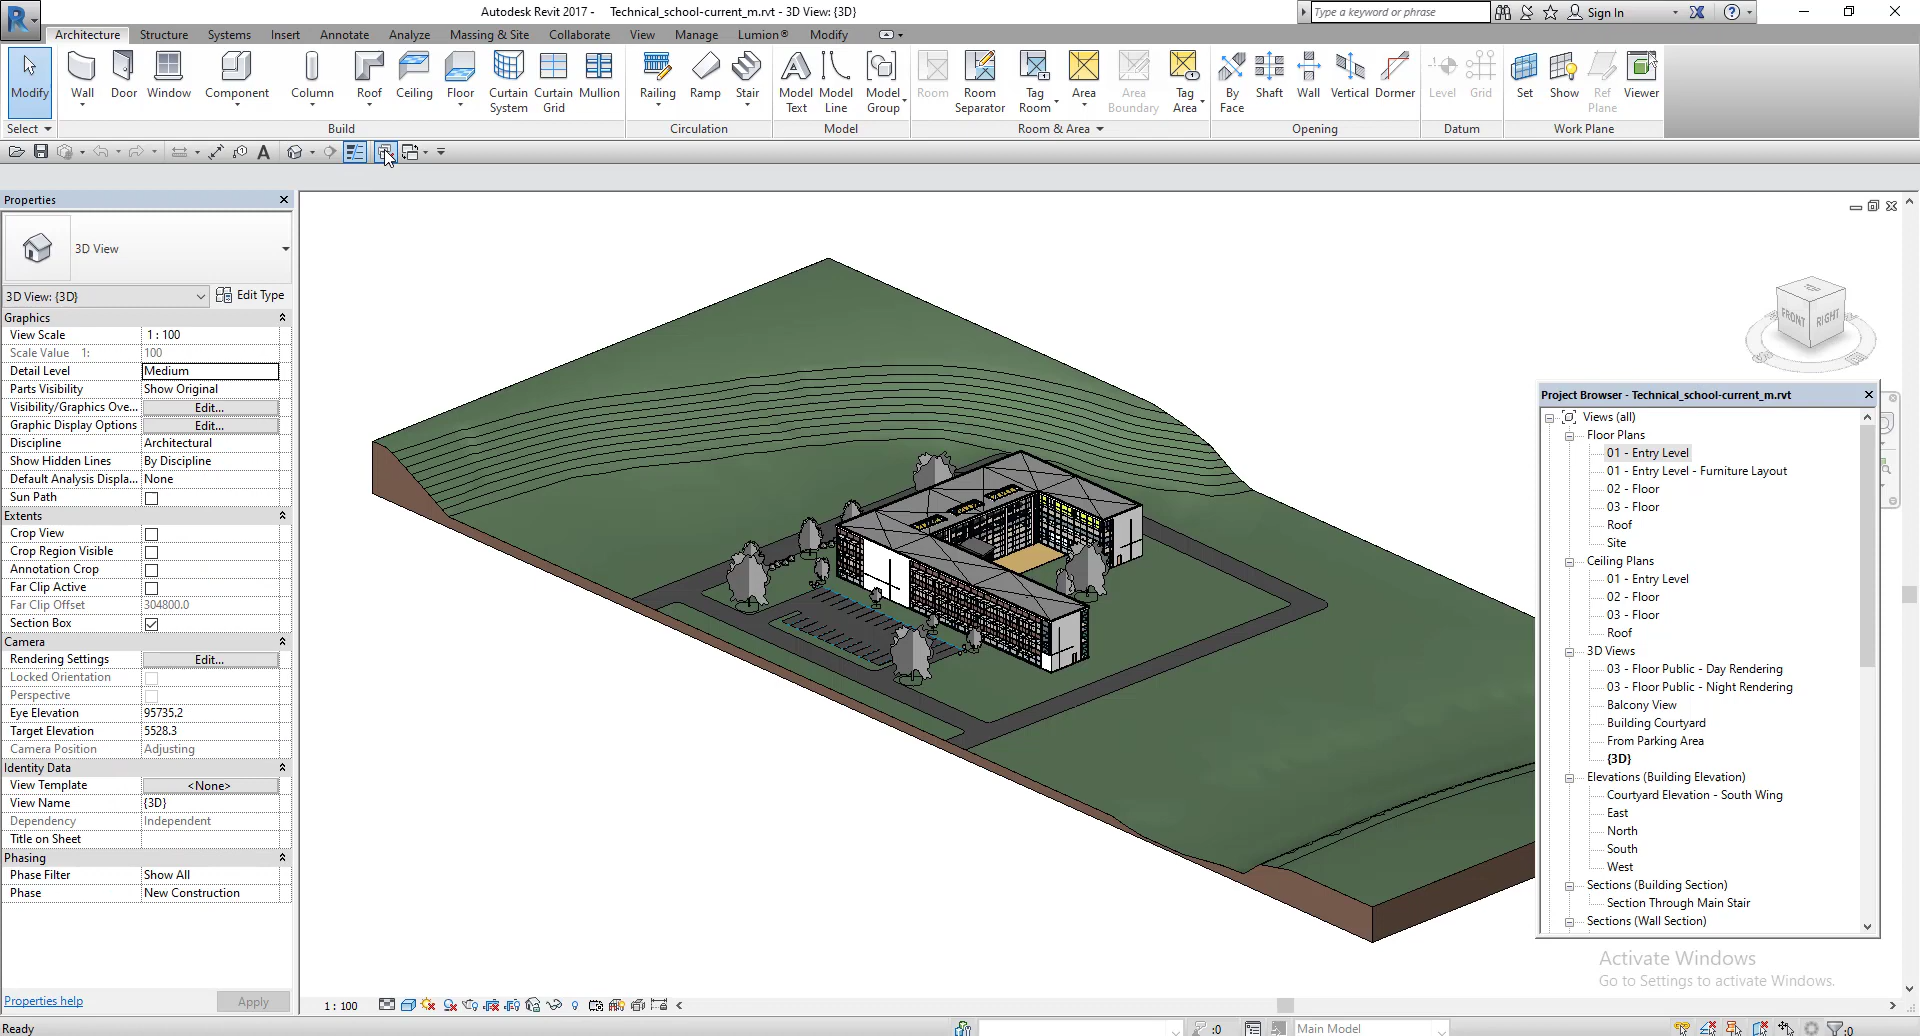 Autodesk Revit 2017 - Technical_school-current_m.rvt - 3D View: {3D}
Type a keyword or phrase
Sign In
Architecture Structure Systems Insert Annotate Analyze Massing & Site Collaborate View Manage Lumion® Modify
Modify Wall Door Window Component Column Roof Ceiling Floor Curtain System Curtain Grid Mullion Railing Ramp Stair Model Text Model Line Model Group Room Room Separator Tag Room Area Area Boundary Tag Area By Face Shaft Wall Vertical Dormer Level Grid Set Show Ref Plane Viewer
Select Build Circulation Model Room & Area Opening Datum Work Plane
Properties
3D View
3D View: {3D} Edit Type
Graphics
View Scale 1 : 100
Scale Value 1: 100
Detail Level Medium
Parts Visibility Show Original
Visibility/Graphics Ove... Edit...
Graphic Display Options Edit...
Discipline Architectural
Show Hidden Lines By Discipline
Default Analysis Displa... None
Sun Path
Extents
Crop View
Crop Region Visible
Annotation Crop
Far Clip Active
Far Clip Offset 304800.0
Section Box
Camera
Rendering Settings Edit...
Locked Orientation
Perspective
Eye Elevation 95735.2
Target Elevation 5528.3
Camera Position Adjusting
Identity Data
View Template <None>
View Name {3D}
Dependency Independent
Title on Sheet
Phasing
Phase Filter Show All
Phase New Construction
Properties help Apply
TOP
FRONT RIGHT
Project Browser - Technical_school-current_m.rvt
Views (all)
Floor Plans
01 - Entry Level
01 - Entry Level - Furniture Layout
02 - Floor
03 - Floor
Roof
Site
Ceiling Plans
01 - Entry Level
02 - Floor
03 - Floor
Roof
3D Views
03 - Floor Public - Day Rendering
03 - Floor Public - Night Rendering
Balcony View
Building Courtyard
From Parking Area
{3D}
Elevations (Building Elevation)
Courtyard Elevation - South Wing
East
North
South
West
Sections (Building Section)
Section Through Main Stair
Sections (Wall Section)
Activate Windows
Go to Settings to activate Windows.
1 : 100
Ready
:0
Main Model
:0